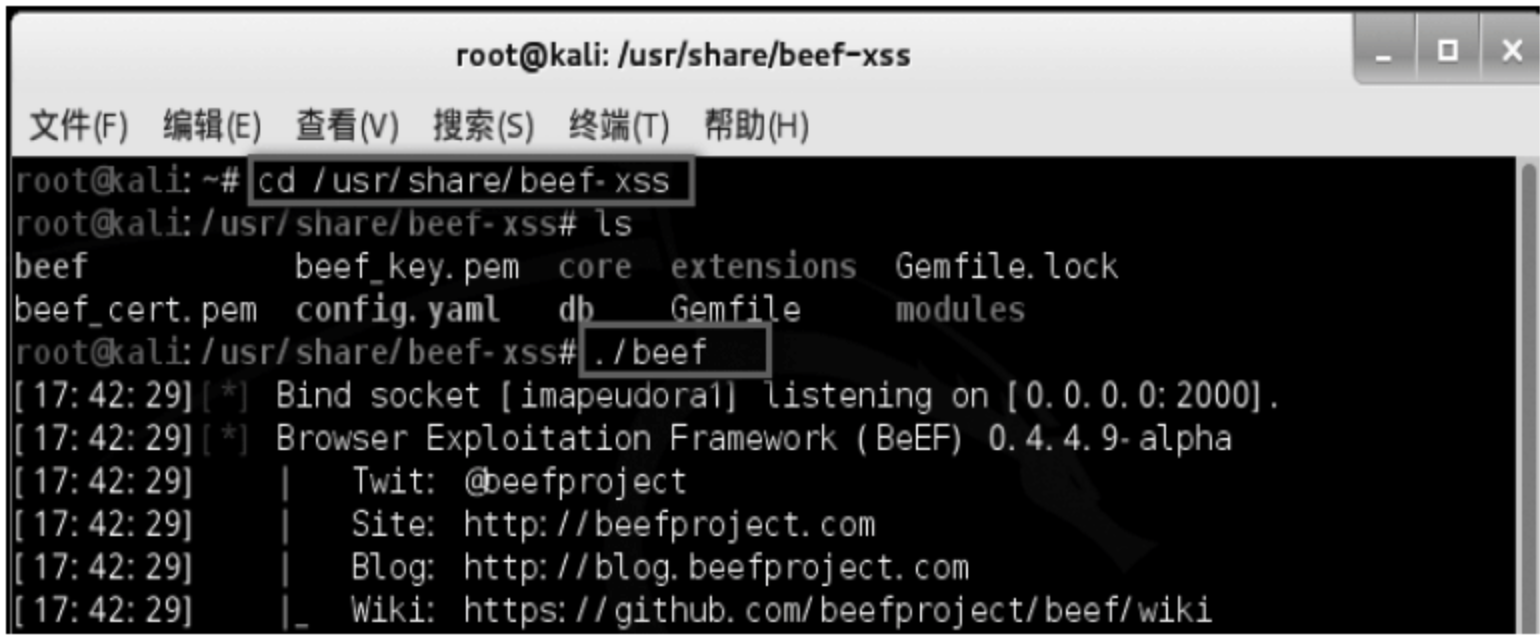 root@kali: /usr/share/beef-xss
文件(F) 编辑(E) 查看(V) 搜索(S) 终端(T) 帮助(H)
root@kali:~# cd /usr/share/beef-xss
root@kali:/usr/share/beef-xss# ls
beef beef_key.pem core extensions Gemfile.lock
beef_cert.pem config.yaml db Gemfile modules
root@kali:/usr/share/beef-xss# ./beef
[17:42:29][*] Bind socket [imapeudora1] listening on [0.0.0.0:2000].
[17:42:29][*] Browser Exploitation Framework (BeEF) 0.4.4.9-alpha
[17:42:29] | Twit: @beefproject
[17:42:29] | Site: http://beefproject.com
[17:42:29] | Blog: http://blog.beefproject.com
[17:42:29] |_ Wiki: https://github.com/beefproject/beef/wiki